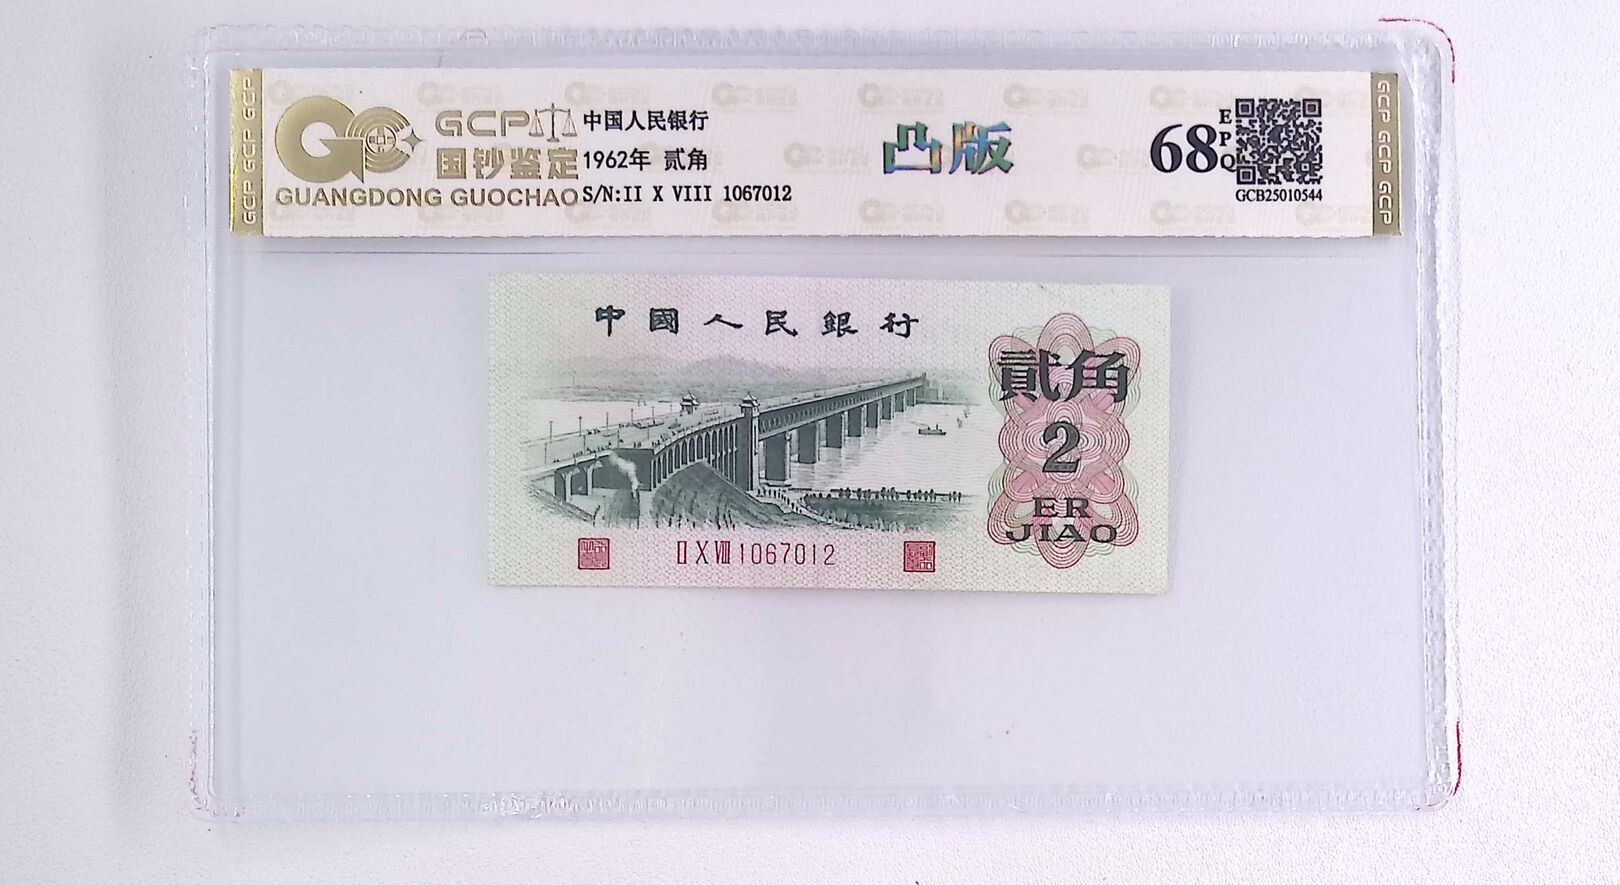 GCP GCP GCP
GCP
国钞鉴定
GUANGDONG GUOCHAO
中国人民银行
1962年 贰角
S/N:II X VIII 1067012
凸版
68
EPQ
GCB25010544
GCP GCP GCP
中國人民銀行
貳角
2
ER
JIAO
ⅡⅩⅧ1067012